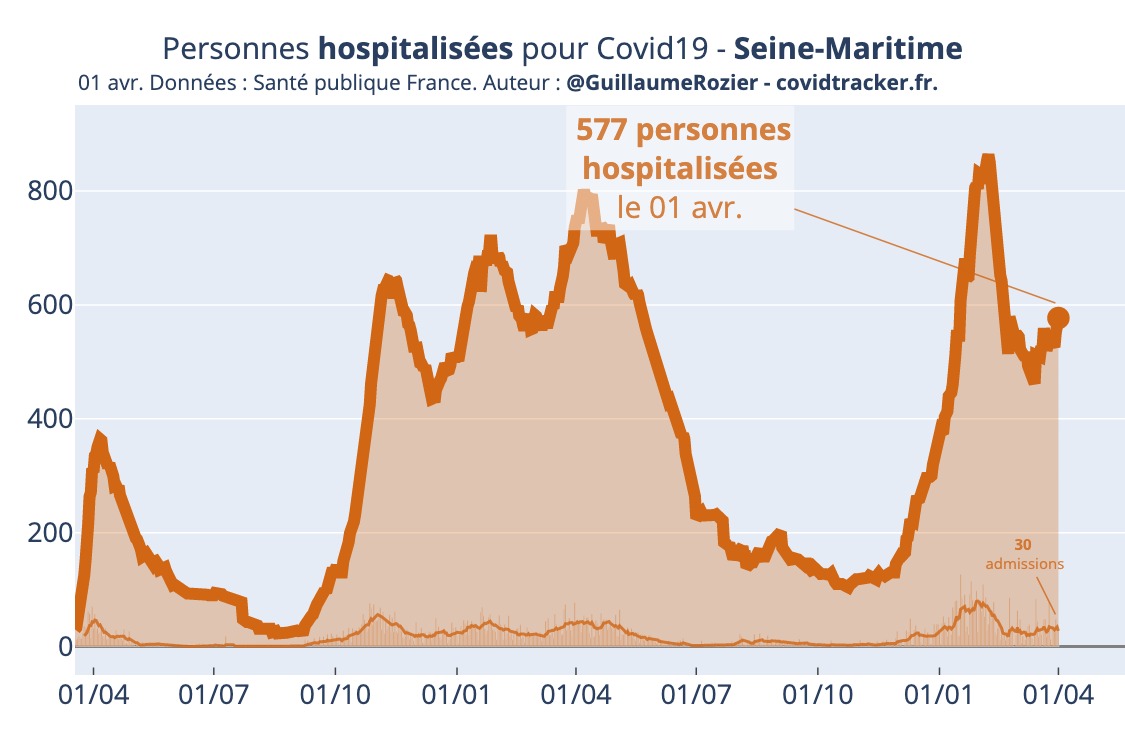 Personnes hospitalisées pour Covid19 - Seine-Maritime
01 avr. Données : Santé publique France. Auteur : @GuillaumeRozier - covidtracker.fr.
577 personnes
hospitalisées
le 01 avr.
800
600
400
200
0
30
admissions
01/04 01/07 01/10 01/01 01/04 01/07 01/10 01/01 01/04